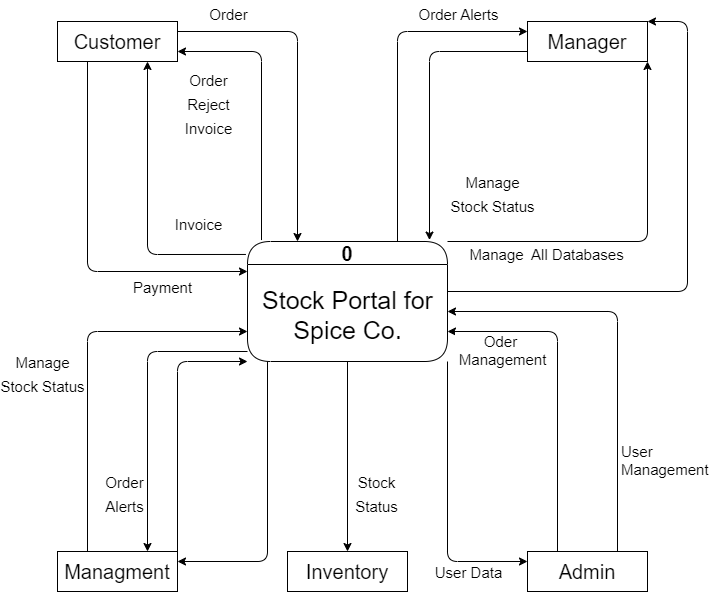 Order
Order Alerts
Customer
Manager
Order
Reject
Invoice
Manage
Stock Status
Invoice
Manage All Databases
0
Payment
Stock Portal for
Spice Co.
Oder
Management
Manage
Stock Status
User
Management
Order
Alerts
Stock
Status
User Data
Managment
Inventory
Admin